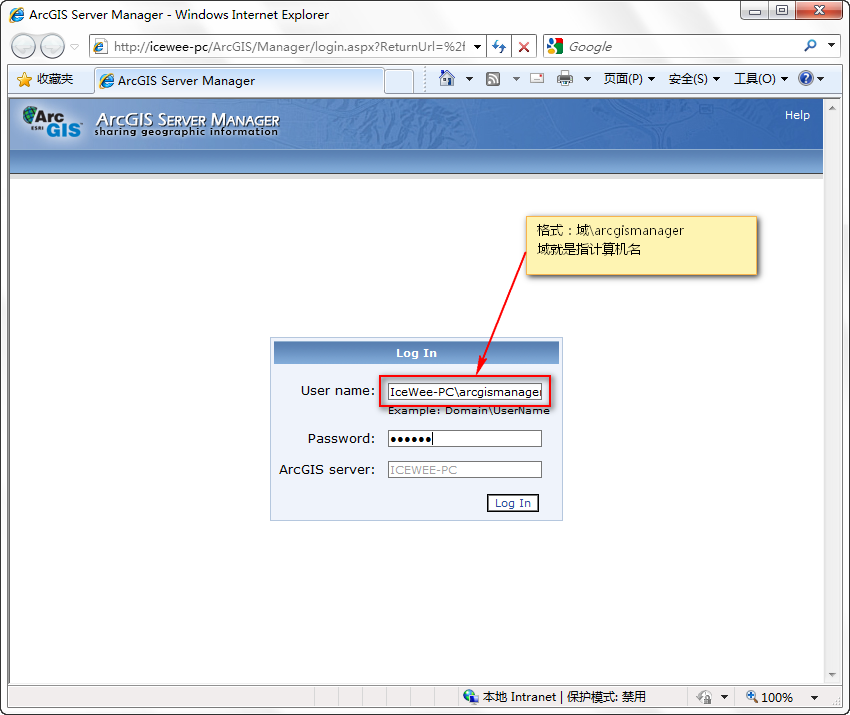 ArcGIS Server Manager - Windows Internet Explorer
http://icewee-pc/ArcGIS/Manager/login.aspx?ReturnUrl=%2f
Google
收藏夹
ArcGIS Server Manager
页面(P)
安全(S)
工具(O)
ArcGIS
ESRI
ArcGIS Server Manager
sharing geographic information
Help
格式：域\arcgismanager
域就是指计算机名
Log In
User name: IceWee-PC\arcgismanager
Example: Domain\UserName
Password: ●●●●●●
ArcGIS server: ICEWEE-PC
Log In
本地 Intranet | 保护模式: 禁用
100%